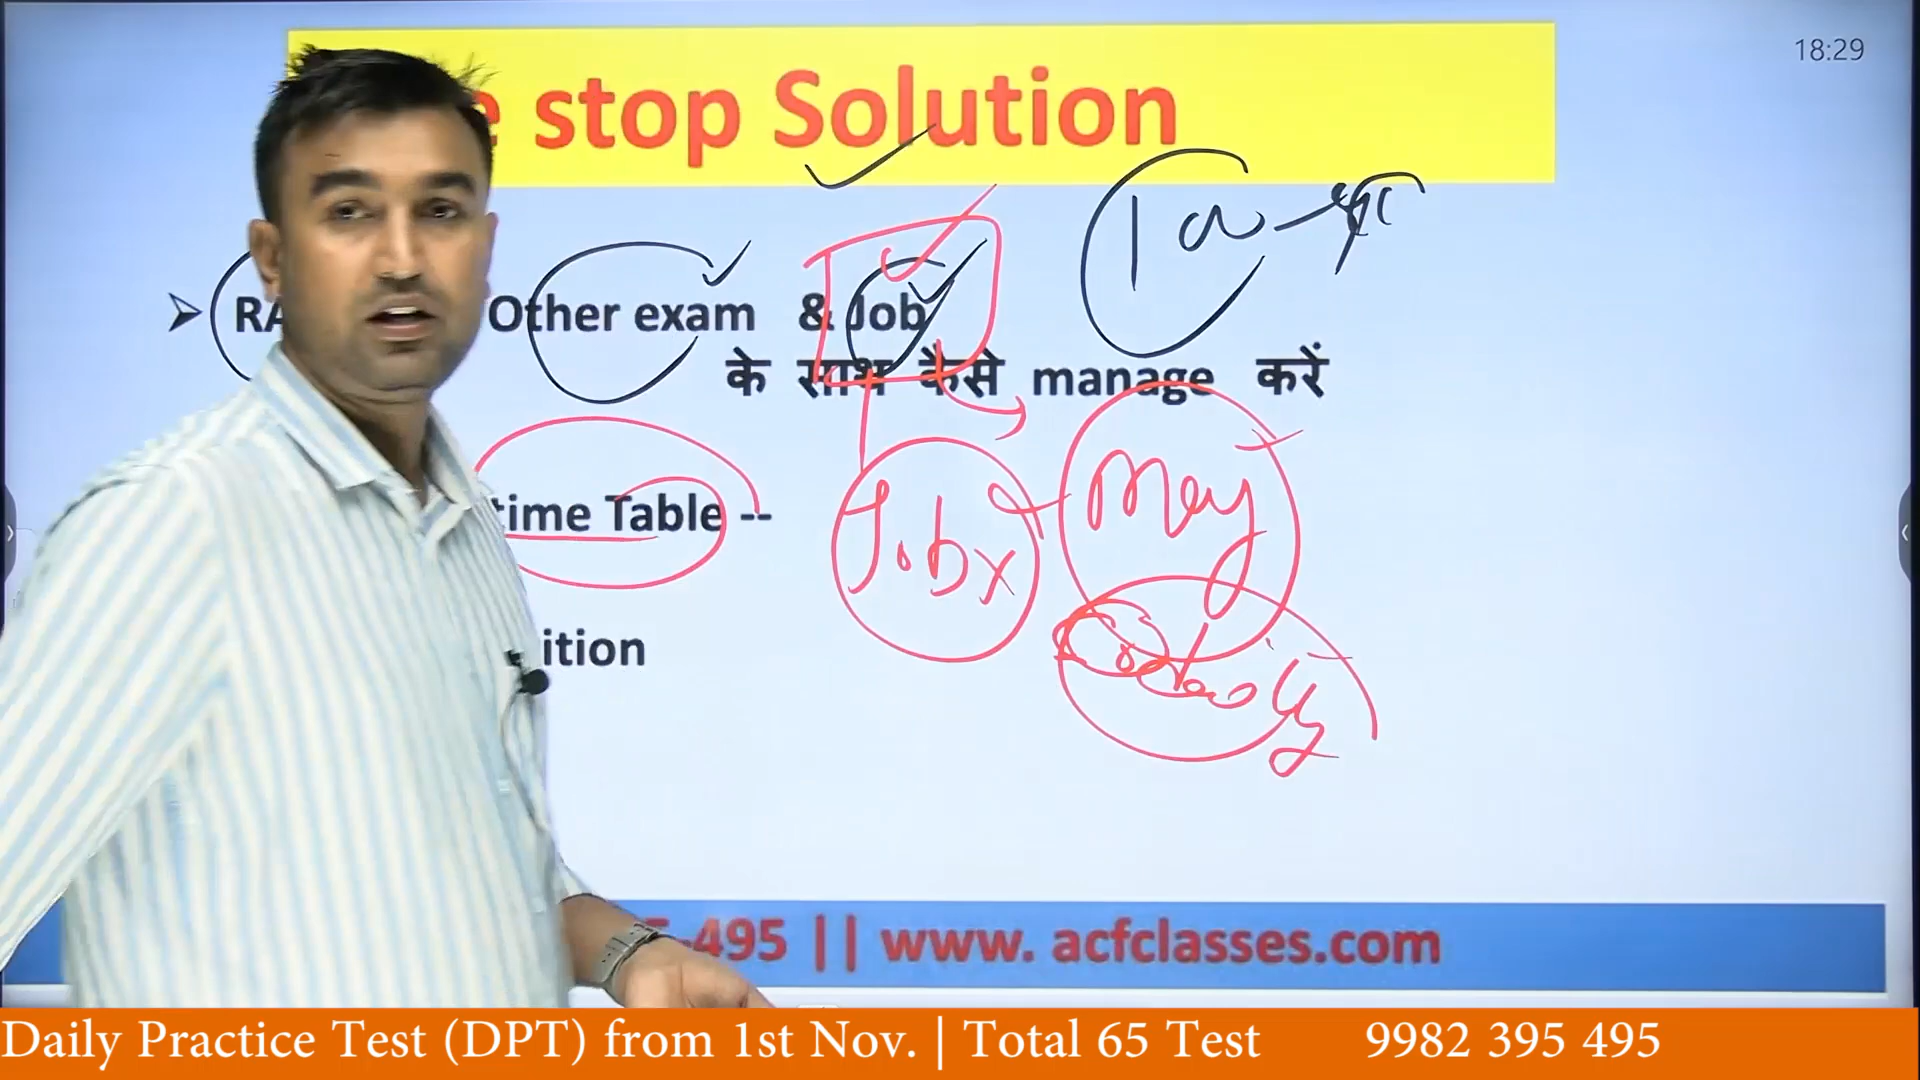 18:29
stop Solution
Other exam & Job
के साथ कैसे manage करें
time Table --
Job x
May
-495 || www. acfclasses.com
Daily Practice Test (DPT) from 1st Nov. | Total 65 Test 9982 395 495